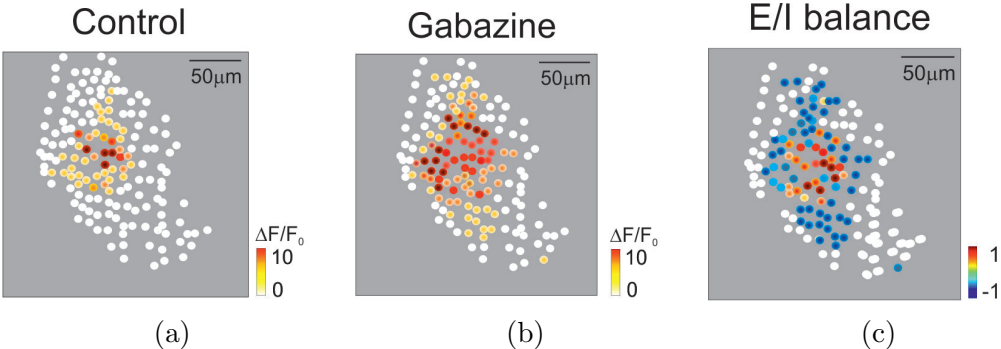 Control
Gabazine
E/I balance
50μm
50μm
50μm
ΔF/F₀
10
0
ΔF/F₀
10
0
1
-1
(a)
(b)
(c)